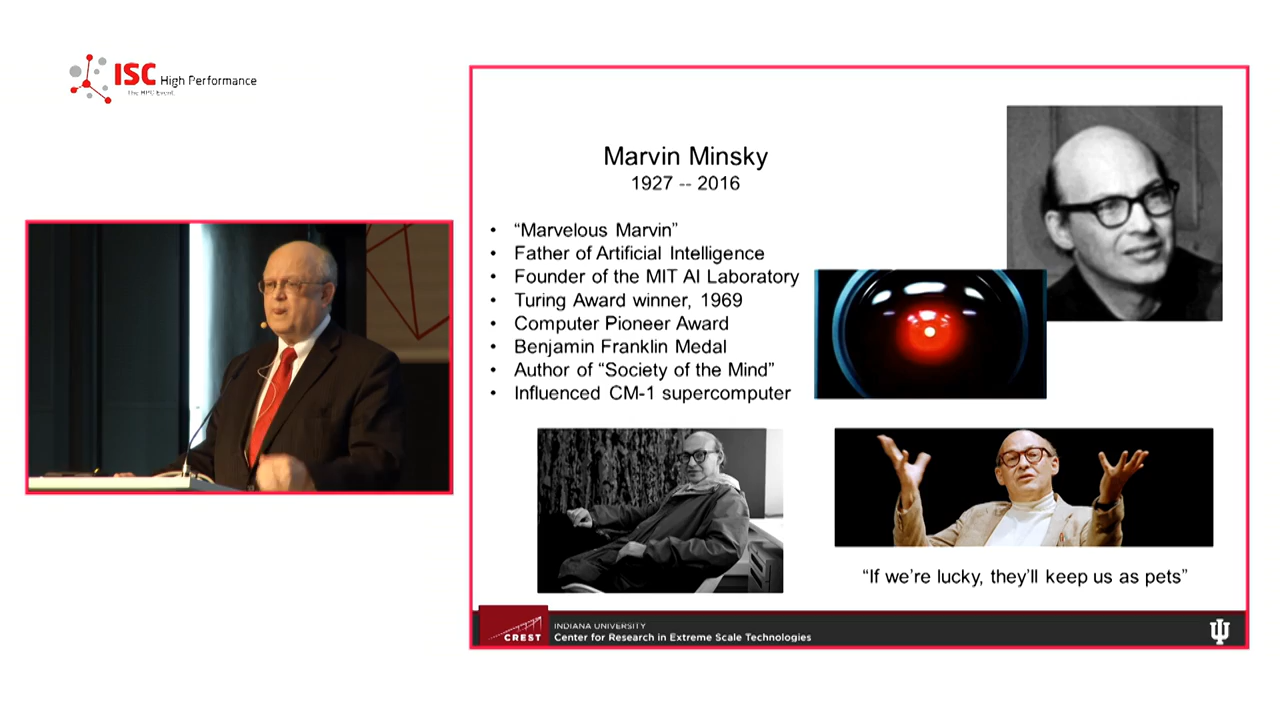 ISC High Performance
The HPC Event.
Marvin Minsky
1927 -- 2016
• “Marvelous Marvin”
• Father of Artificial Intelligence
• Founder of the MIT AI Laboratory
• Turing Award winner, 1969
• Computer Pioneer Award
• Benjamin Franklin Medal
• Author of “Society of the Mind”
• Influenced CM-1 supercomputer
“If we’re lucky, they’ll keep us as pets”
CREST
INDIANA UNIVERSITY
Center for Research in Extreme Scale Technologies